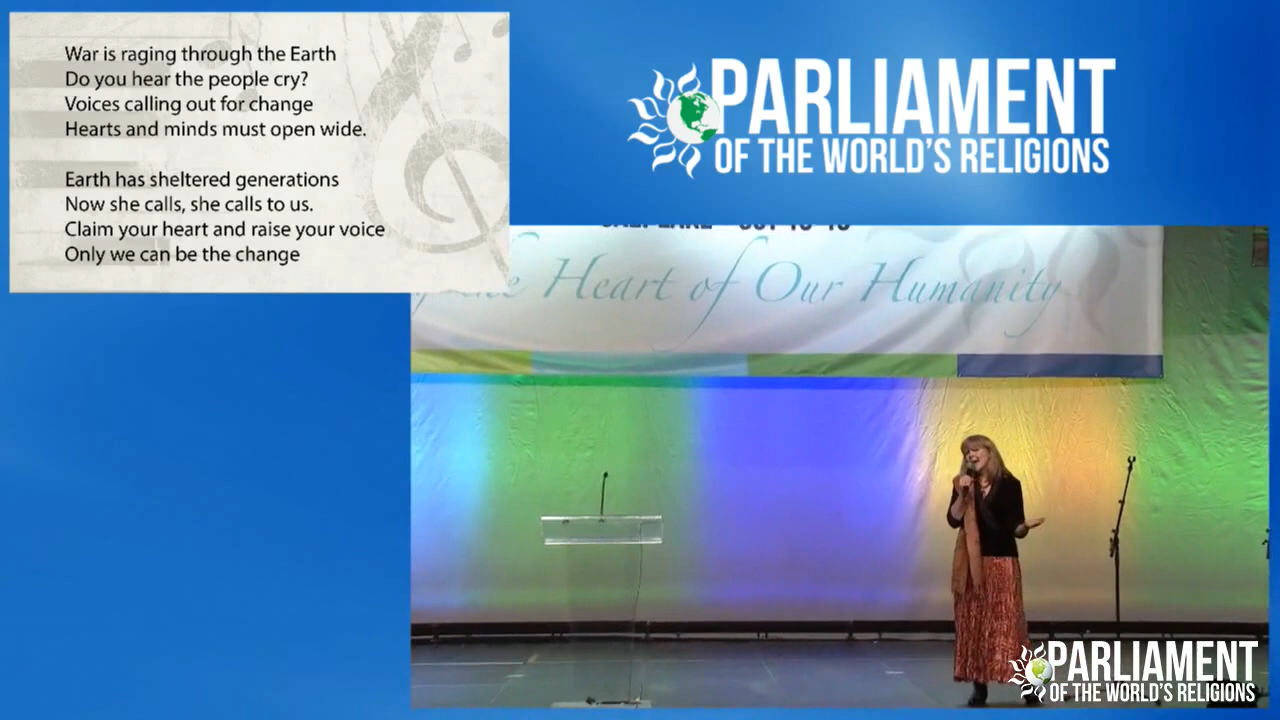 War is raging through the Earth
Do you hear the people cry?
Voices calling out for change
Hearts and minds must open wide.
Earth has sheltered generations
Now she calls, she calls to us.
Claim your heart and raise your voice
Only we can be the change
PARLIAMENT
OF THE WORLD'S RELIGIONS
the Heart of Our Humanity
PARLIAMENT
OF THE WORLD'S RELIGIONS